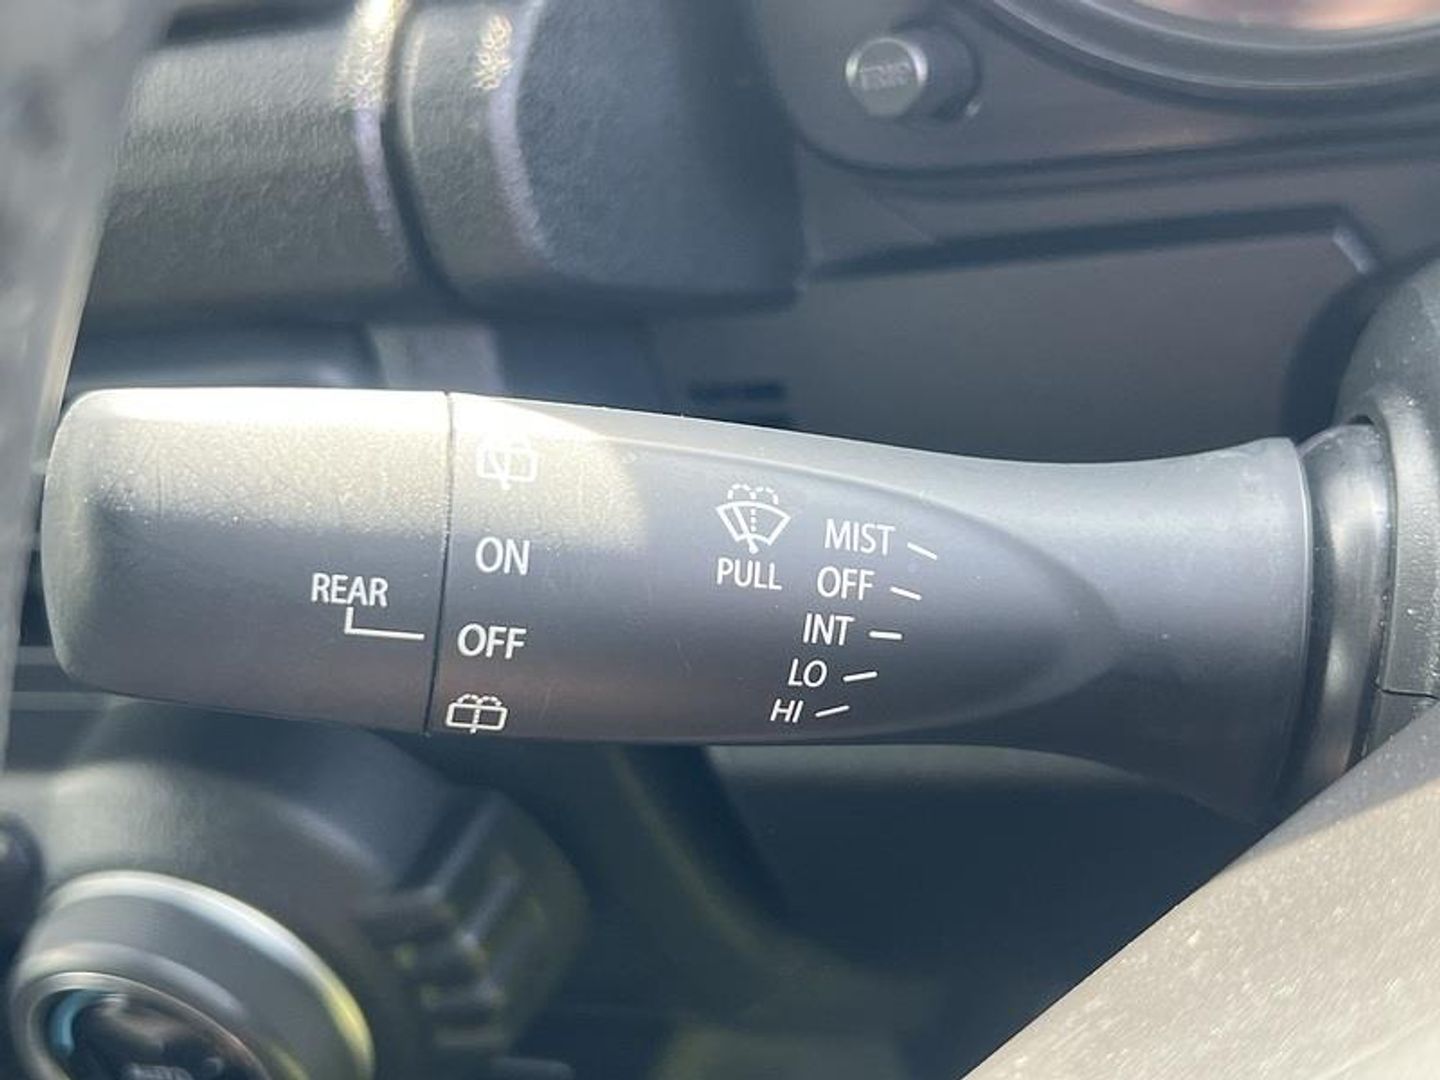 ON
REAR
OFF
PULL
MIST
OFF
INT
LO
HI